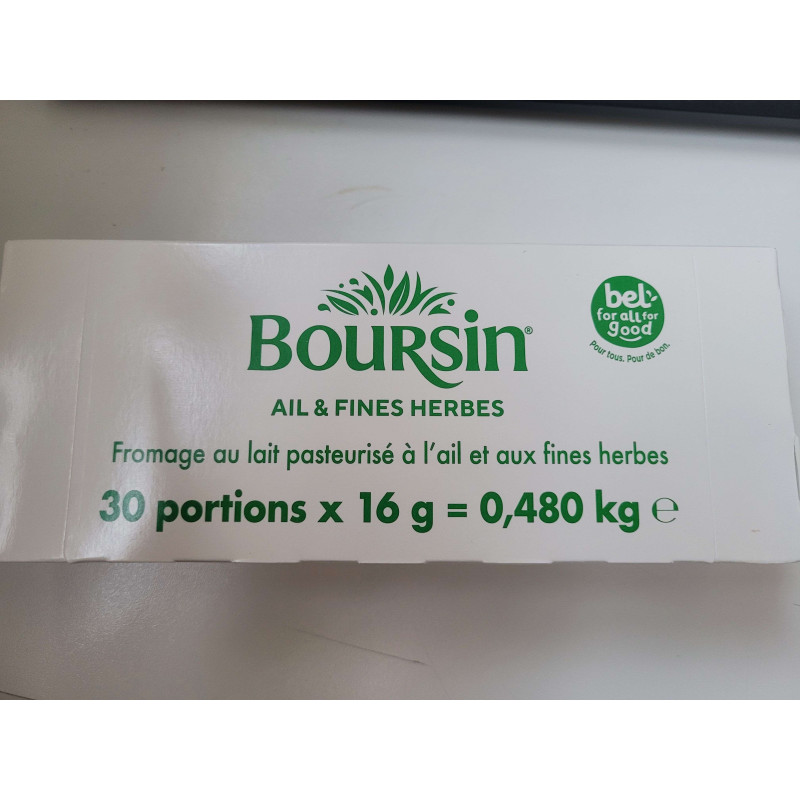 BOURSiN®
AIL & FINES HERBES
bel
for all for
good
Pour tous. Pour de bon.
Fromage au lait pasteurisé à l'ail et aux fines herbes
30 portions x 16 g = 0,480 kg ℮